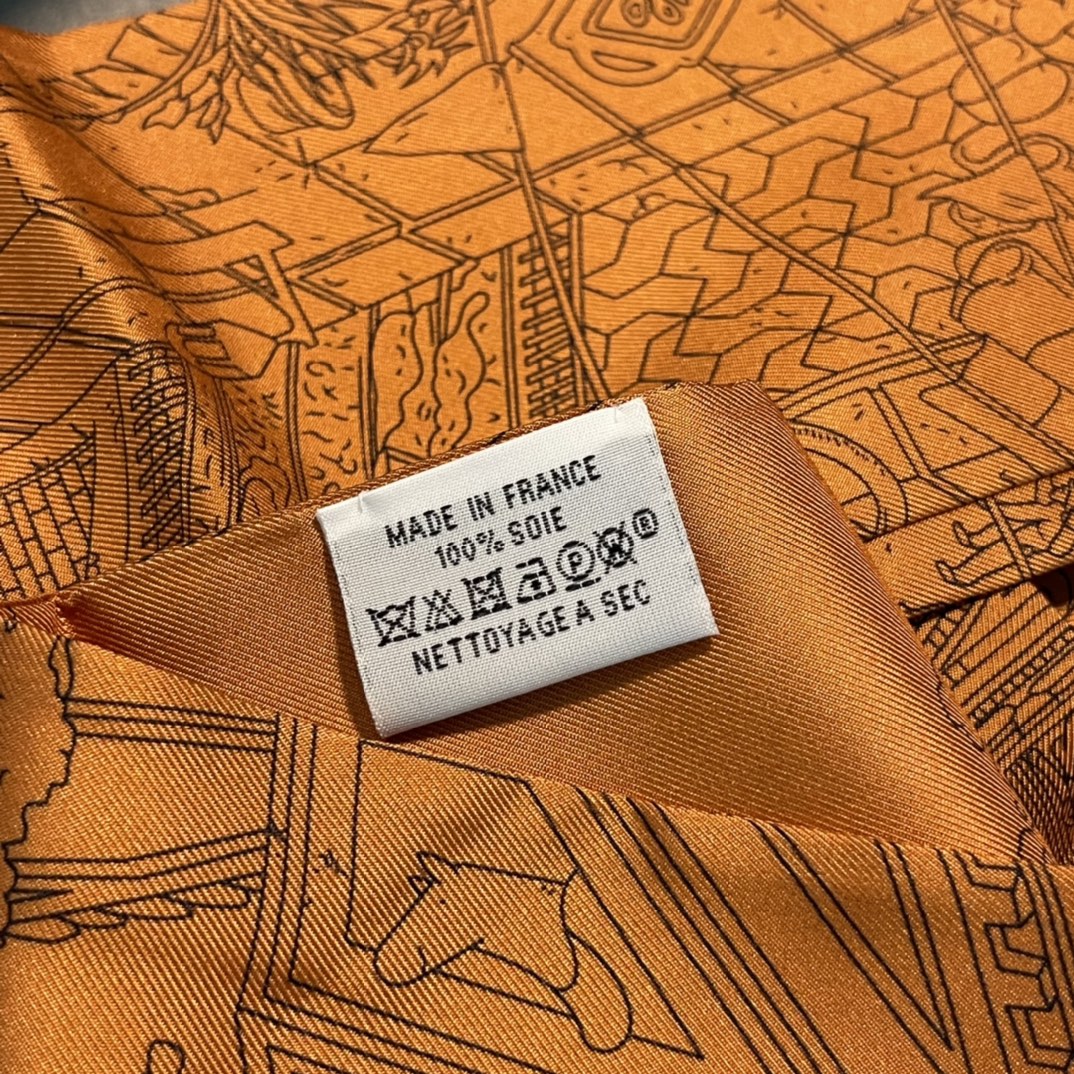 MADE IN FRANCE
100% SOIE
P ®
NETTOYAGE A SEC